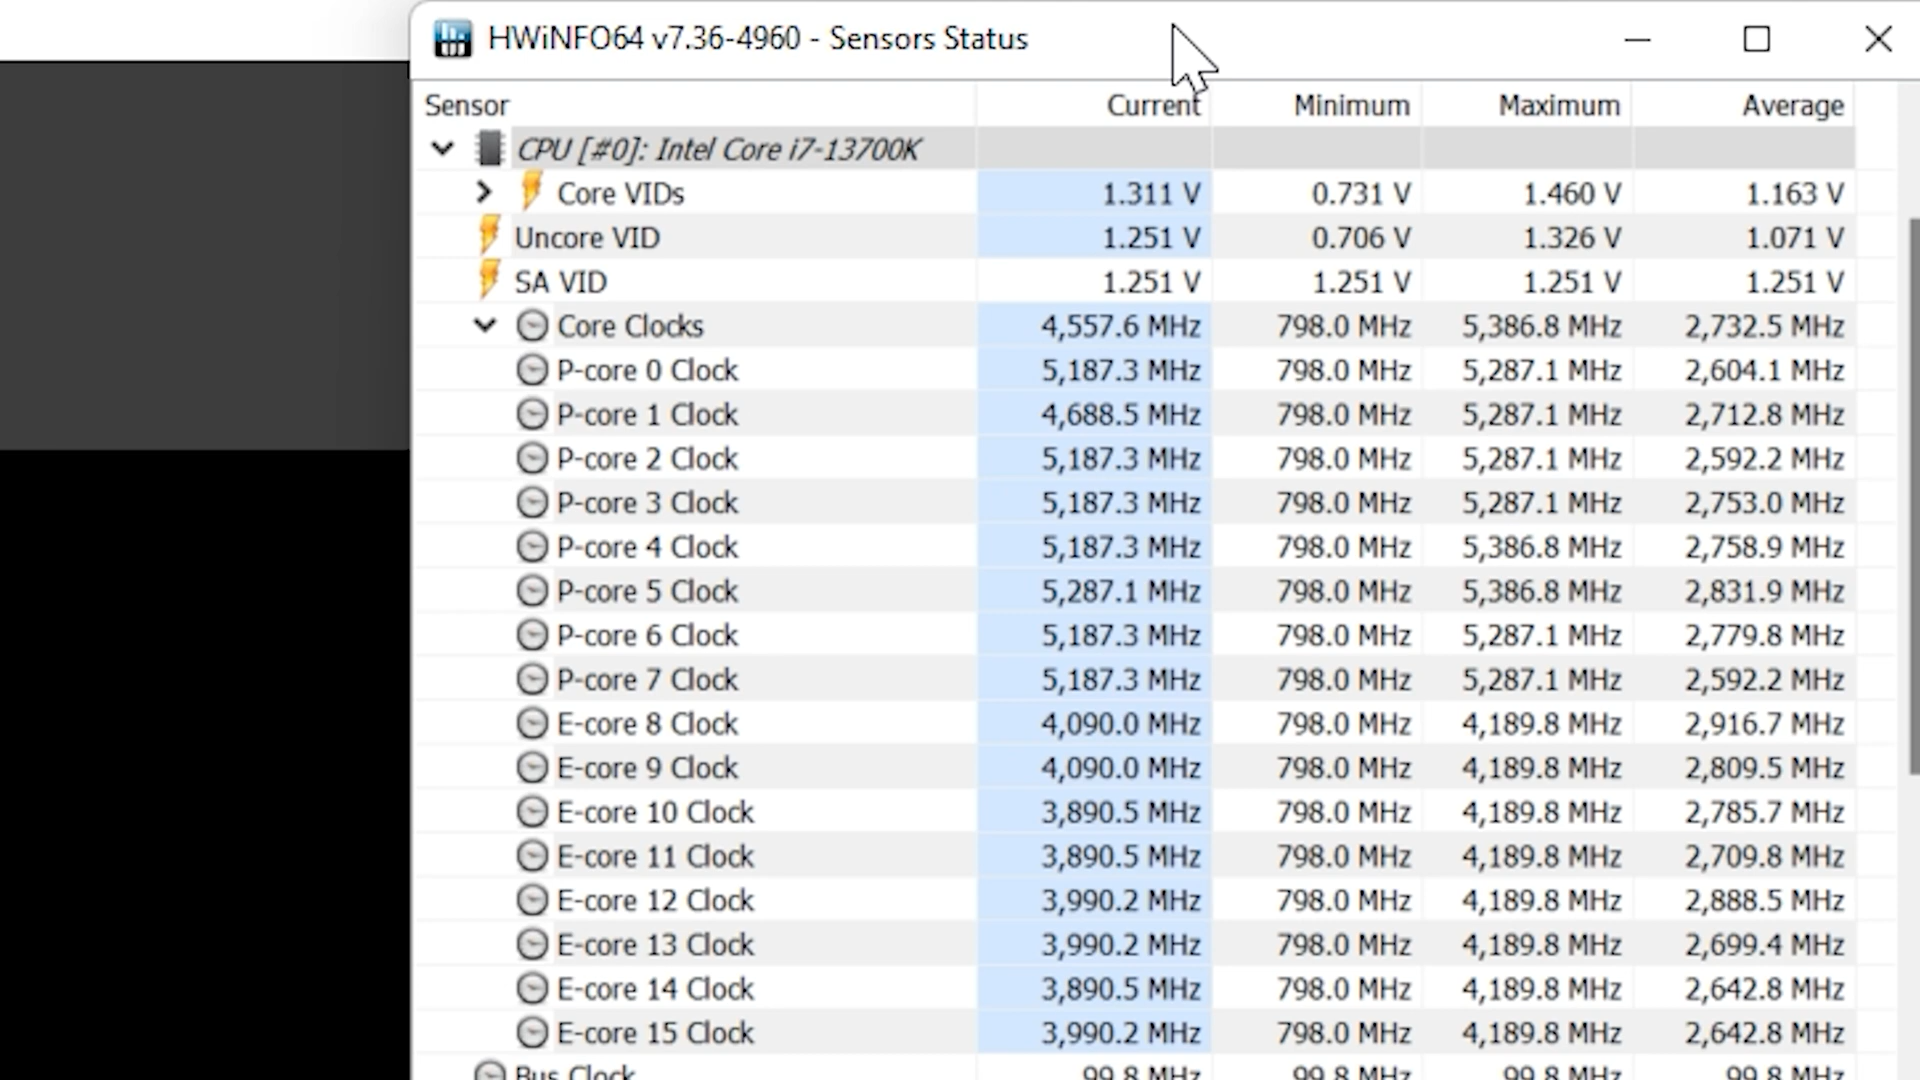 HWiNFO64 v7.36-4960 - Sensors Status
Sensor Current Minimum Maximum Average
CPU [#0]: Intel Core i7-13700K
Core VIDs 1.311 V 0.731 V 1.460 V 1.163 V
Uncore VID 1.251 V 0.706 V 1.326 V 1.071 V
SA VID 1.251 V 1.251 V 1.251 V 1.251 V
Core Clocks 4,557.6 MHz 798.0 MHz 5,386.8 MHz 2,732.5 MHz
P-core 0 Clock 5,187.3 MHz 798.0 MHz 5,287.1 MHz 2,604.1 MHz
P-core 1 Clock 4,688.5 MHz 798.0 MHz 5,287.1 MHz 2,712.8 MHz
P-core 2 Clock 5,187.3 MHz 798.0 MHz 5,287.1 MHz 2,592.2 MHz
P-core 3 Clock 5,187.3 MHz 798.0 MHz 5,287.1 MHz 2,753.0 MHz
P-core 4 Clock 5,187.3 MHz 798.0 MHz 5,386.8 MHz 2,758.9 MHz
P-core 5 Clock 5,287.1 MHz 798.0 MHz 5,386.8 MHz 2,831.9 MHz
P-core 6 Clock 5,187.3 MHz 798.0 MHz 5,287.1 MHz 2,779.8 MHz
P-core 7 Clock 5,187.3 MHz 798.0 MHz 5,287.1 MHz 2,592.2 MHz
E-core 8 Clock 4,090.0 MHz 798.0 MHz 4,189.8 MHz 2,916.7 MHz
E-core 9 Clock 4,090.0 MHz 798.0 MHz 4,189.8 MHz 2,809.5 MHz
E-core 10 Clock 3,890.5 MHz 798.0 MHz 4,189.8 MHz 2,785.7 MHz
E-core 11 Clock 3,890.5 MHz 798.0 MHz 4,189.8 MHz 2,709.8 MHz
E-core 12 Clock 3,990.2 MHz 798.0 MHz 4,189.8 MHz 2,888.5 MHz
E-core 13 Clock 3,990.2 MHz 798.0 MHz 4,189.8 MHz 2,699.4 MHz
E-core 14 Clock 3,890.5 MHz 798.0 MHz 4,189.8 MHz 2,642.8 MHz
E-core 15 Clock 3,990.2 MHz 798.0 MHz 4,189.8 MHz 2,642.8 MHz
Bus Clock 99.8 MHz 99.8 MHz 99.8 MHz 99.8 MHz